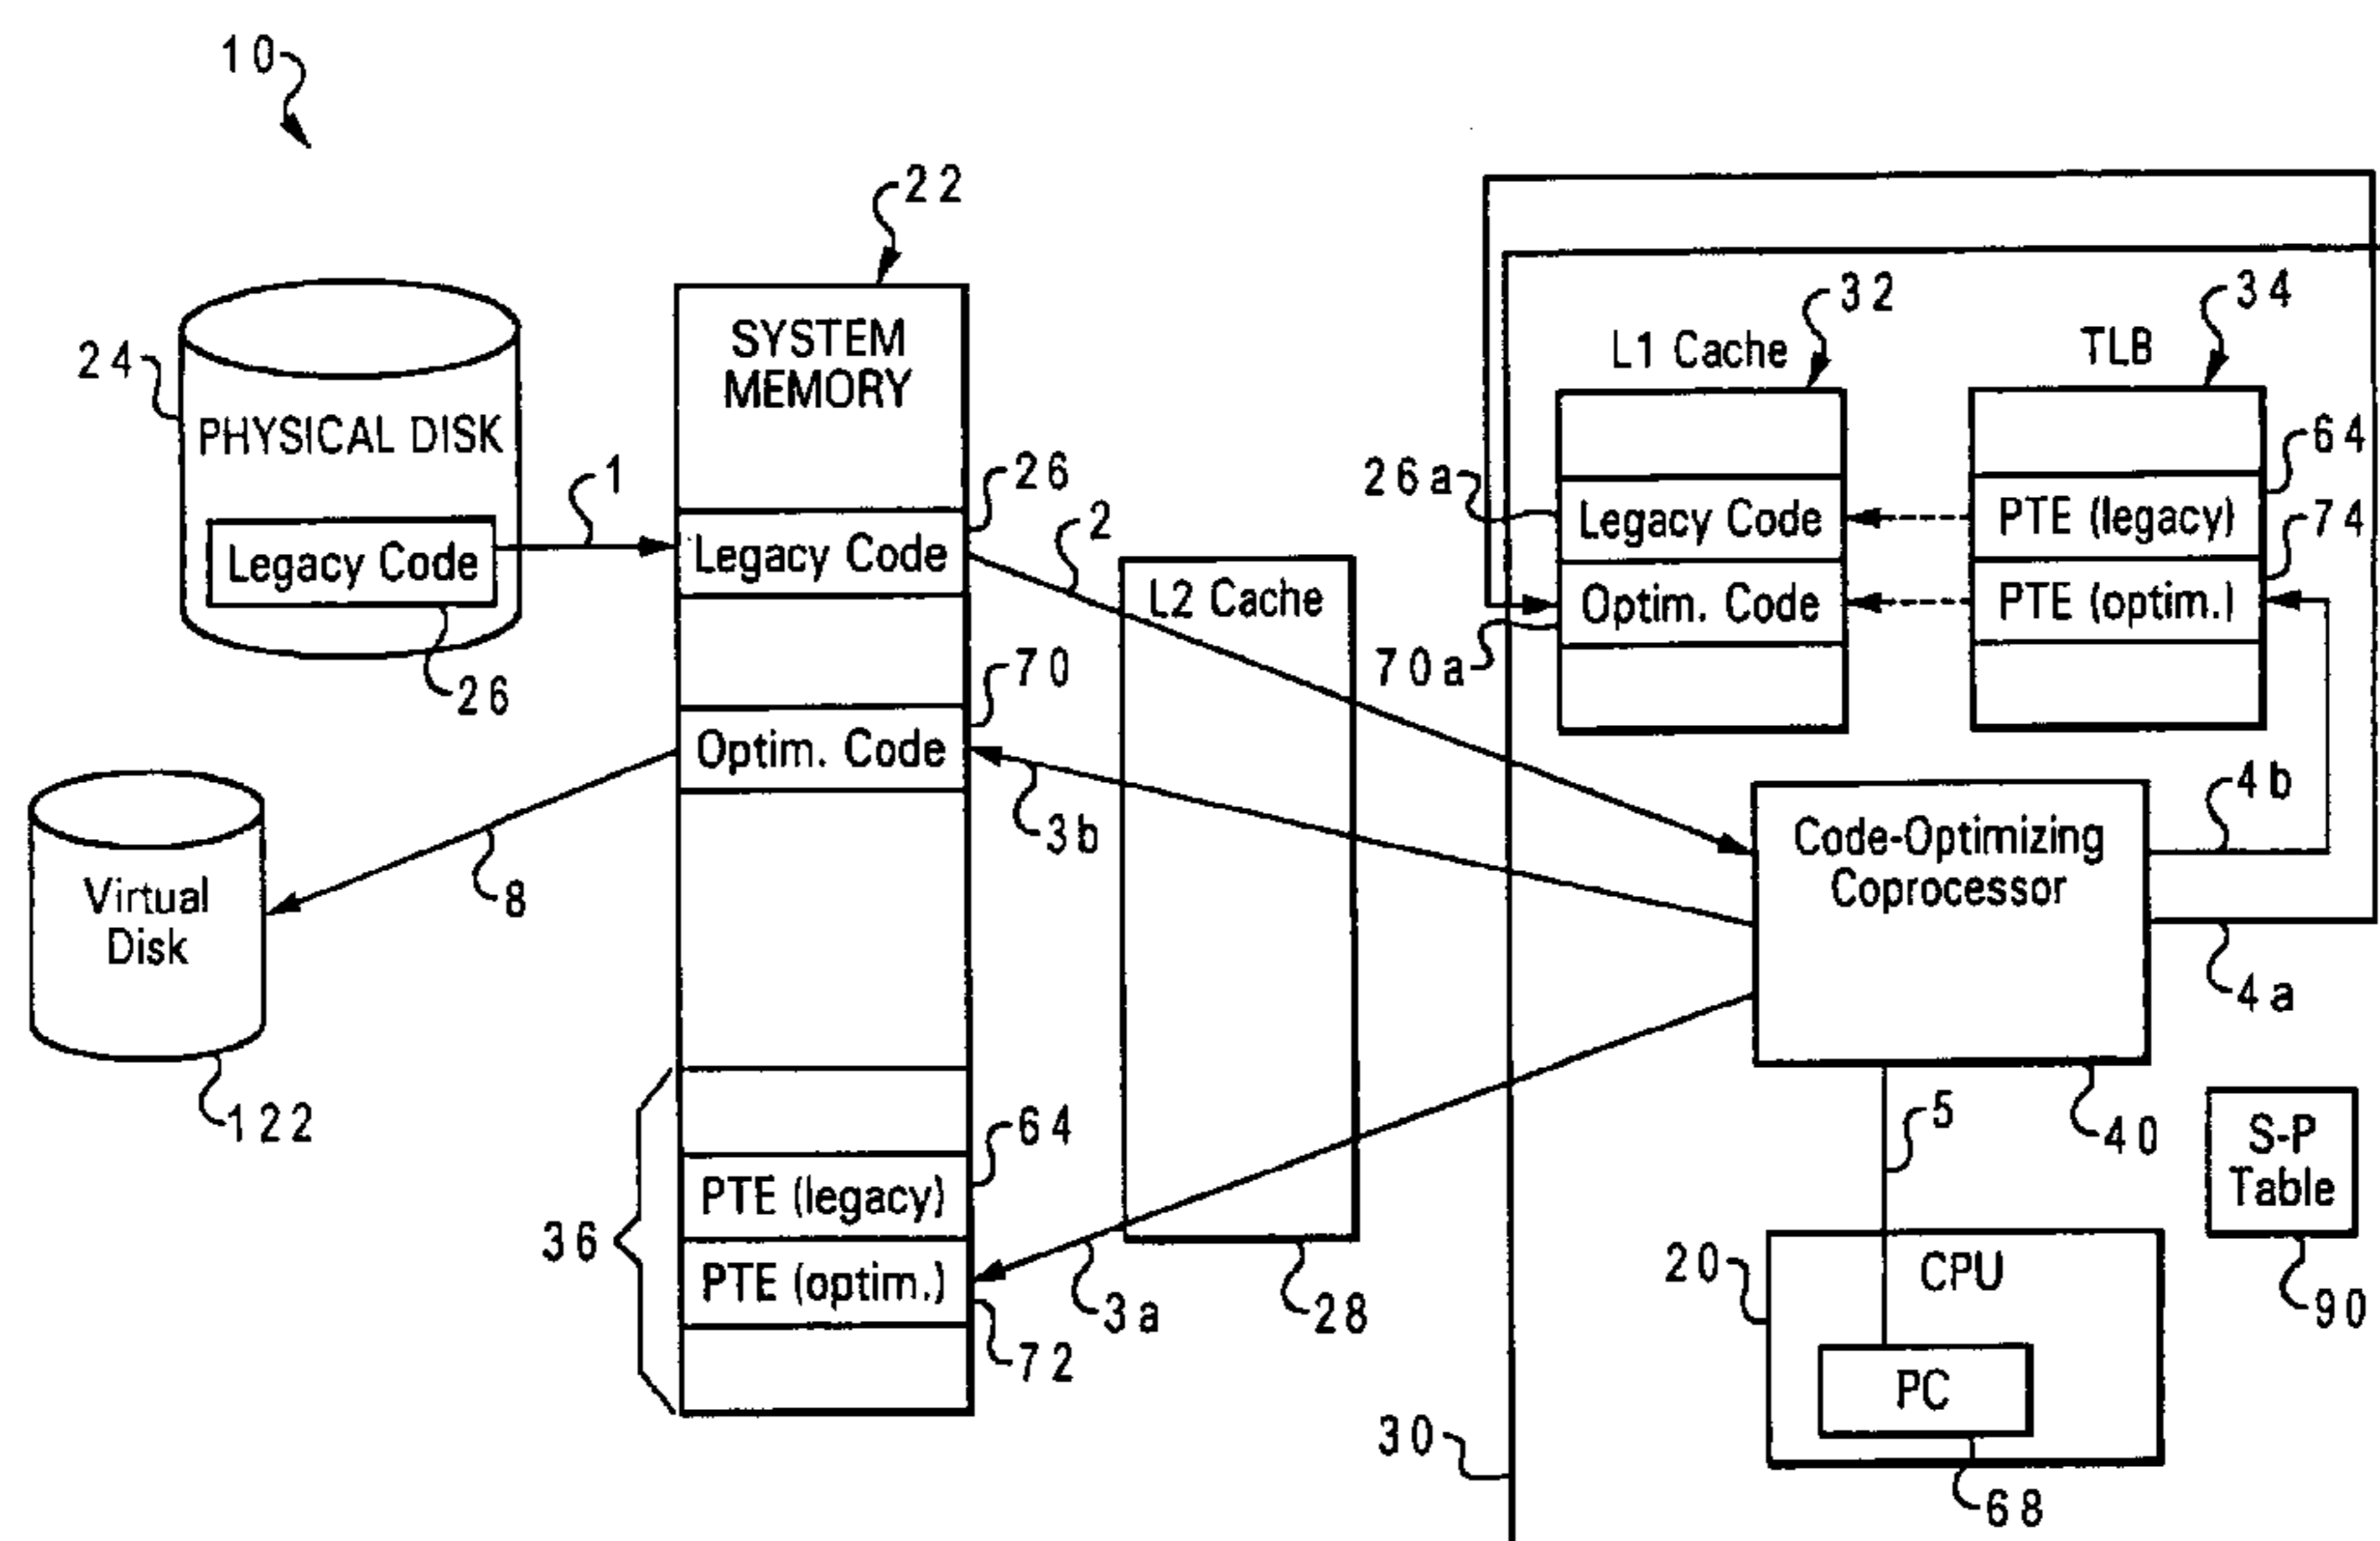 10
22
24
PHYSICAL DISK
Legacy Code
26
1
SYSTEM
MEMORY
Legacy Code
26
2
Optim. Code
70
3b
8
Virtual
Disk
122
36
PTE (legacy)
64
PTE (optim.)
72
3a
L2 Cache
28
30
L1 Cache
32
TLB
34
26a
Legacy Code
Optim. Code
70a
PTE (legacy)
64
PTE (optim.)
74
Code-Optimizing
Coprocessor
4b
4a
40
5
S-P
Table
90
20
CPU
PC
68